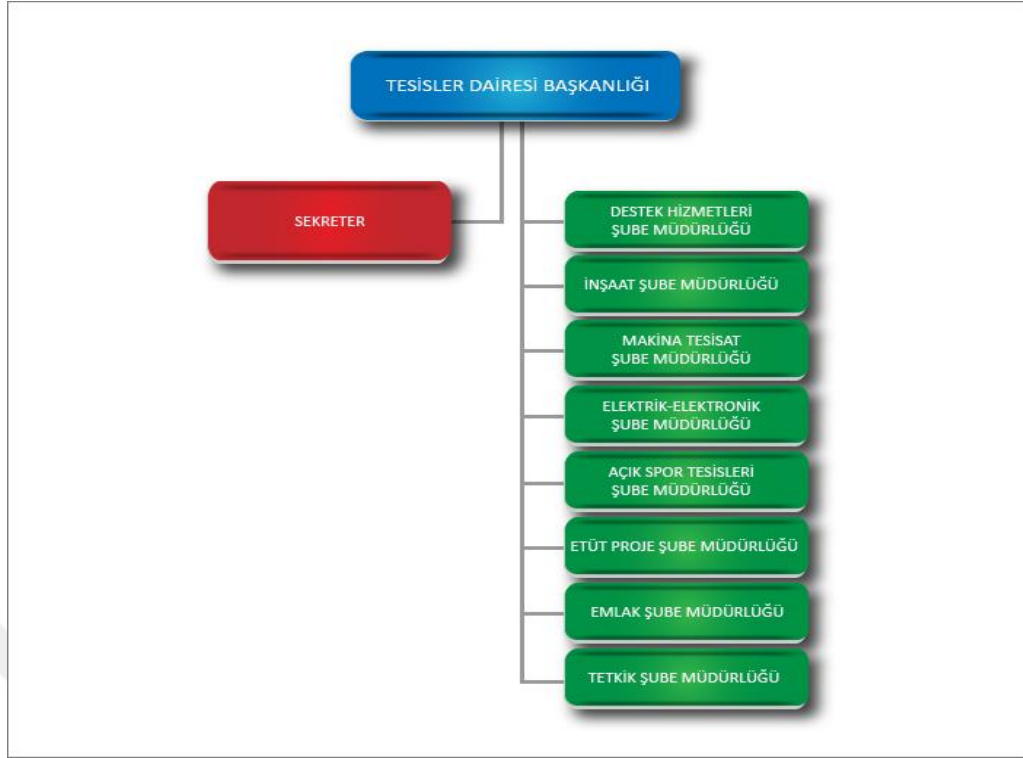 TESİSLER DAİRESİ BAŞKANLIĞI
SEKRETER
DESTEK HİZMETLERİ
ŞUBE MÜDÜRLÜĞÜ
İNŞAAT ŞUBE MÜDÜRLÜĞÜ
MAKİNA TESİSAT
ŞUBE MÜDÜRLÜĞÜ
ELEKTRİK-ELEKTRONİK
ŞUBE MÜDÜRLÜĞÜ
AÇIK SPOR TESİSLERİ
ŞUBE MÜDÜRLÜĞÜ
ETÜT PROJE ŞUBE MÜDÜRLÜĞÜ
EMLAK ŞUBE MÜDÜRLÜĞÜ
TETKİK ŞUBE MÜDÜRLÜĞÜ